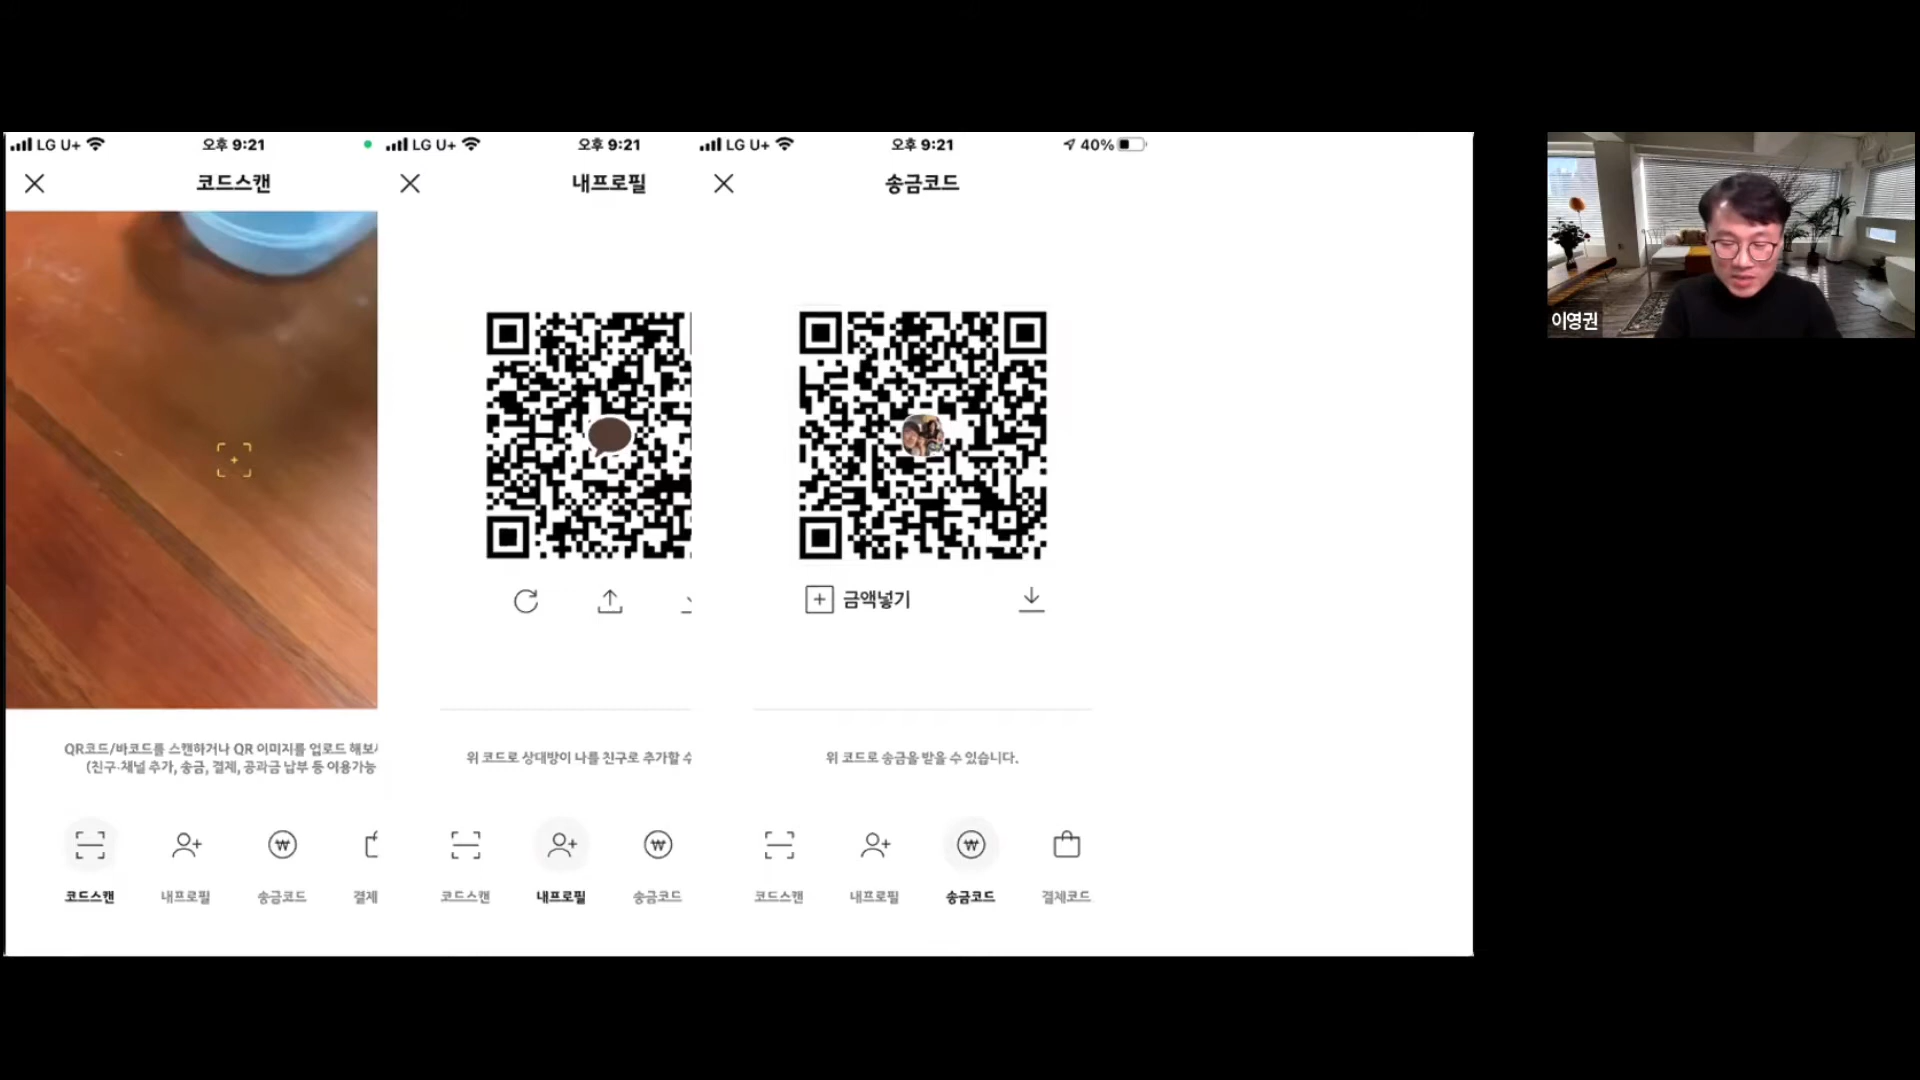 LG U+ 오후 9:21
코드스캔
QR코드/바코드를 스캔하거나 QR 이미지를 업로드 해보
(친구·채널 추가, 송금, 결제, 공과금 납부 등 이용가능
코드스캔 내프로필 송금코드 결제
LG U+ 오후 9:21
내프로필
위 코드로 상대방이 나를 친구로 추가할 수
코드스캔 내프로필 송금코드
LG U+ 오후 9:21 40%
송금코드
금액넣기
위 코드로 송금을 받을 수 있습니다.
코드스캔 내프로필 송금코드 결제코드
이영권